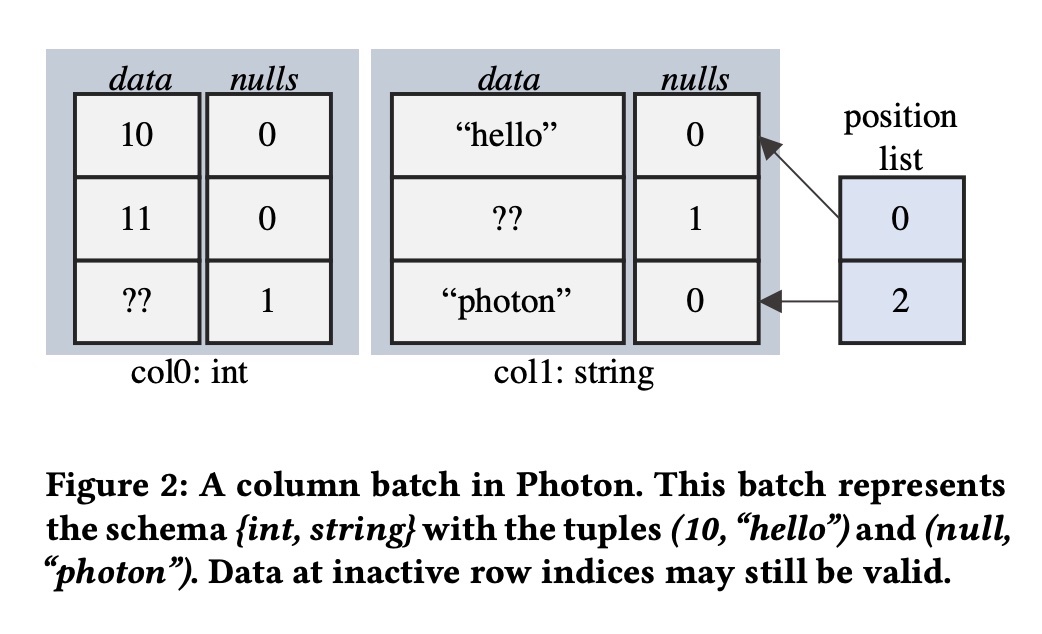 data nulls data nulls
position
list
10 0 “hello” 0
11 0 ?? 1 0
?? 1 “photon” 0 2
col0: int col1: string
Figure 2: A column batch in Photon. This batch represents
the schema {int, string} with the tuples (10, “hello”) and (null,
“photon”). Data at inactive row indices may still be valid.